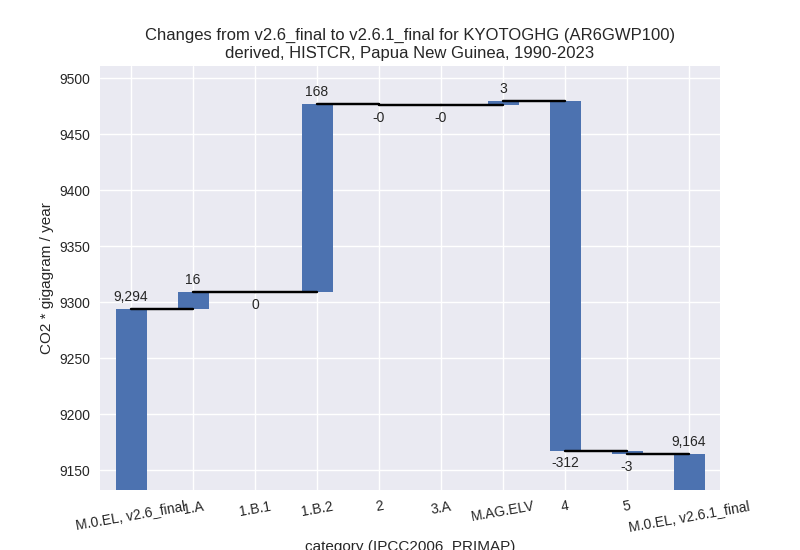 Changes from v2.6_final to v2.6.1_final for KYOTOGHG (AR6GWP100)
derived, HISTCR, Papua New Guinea, 1990-2023
CO2 * gigagram / year
9500
9450
9400
9350
9300
9250
9200
9150
9,294
16
0
168
-0
-0
3
-312
-3
9,164
M.0.EL, v2.6_final
1.A
1.B.1
1.B.2
2
3.A
M.AG.ELV
4
5
M.0.EL, v2.6.1_final
category (IPCC2006_PRIMAP)